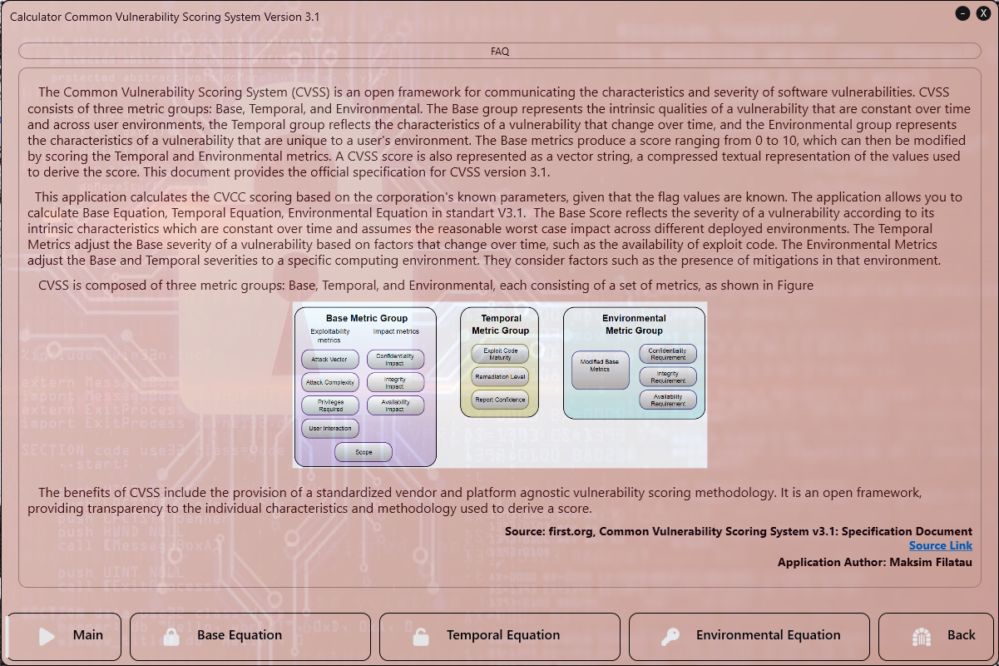 Calculator Common Vulnerability Scoring System Version 3.1
- X
FAQ
The Common Vulnerability Scoring System (CVSS) is an open framework for communicating the characteristics and severity of software vulnerabilities. CVSS
consists of three metric groups: Base, Temporal, and Environmental. The Base group represents the intrinsic qualities of a vulnerability that are constant over time
and across user environments, the Temporal group reflects the characteristics of a vulnerability that change over time, and the Environmental group represents
the characteristics of a vulnerability that are unique to a user's environment. The Base metrics produce a score ranging from 0 to 10, which can then be modified
by scoring the Temporal and Environmental metrics. A CVSS score is also represented as a vector string, a compressed textual representation of the values used
to derive the score. This document provides the official specification for CVSS version 3.1.
This application calculates the CVCC scoring based on the corporation's known parameters, given that the flag values are known. The application allows you to
calculate Base Equation, Temporal Equation, Environmental Equation in standart V3.1. The Base Score reflects the severity of a vulnerability according to its
intrinsic characteristics which are constant over time and assumes the reasonable worst case impact across different deployed environments. The Temporal
Metrics adjust the Base severity of a vulnerability based on factors that change over time, such as the availability of exploit code. The Environmental Metrics
adjust the Base and Temporal severities to a specific computing environment. They consider factors such as the presence of mitigations in that environment.
CVSS is composed of three metric groups: Base, Temporal, and Environmental, each consisting of a set of metrics, as shown in Figure
Base Metric Group
Exploitability
metrics
Attack Vector
Attack Complexity
Privileges
Required
User Interaction
Impact metrics
Confidentiality
Impact
Integrity
Impact
Availability
Impact
Scope
Temporal
Metric Group
Exploit Code
Maturity
Remediation Level
Report Confidence
Environmental
Metric Group
Modified Base
Metrics
Confidentiality
Requirement
Integrity
Requirement
Availability
Requirement
The benefits of CVSS include the provision of a standardized vendor and platform agnostic vulnerability scoring methodology. It is an open framework,
providing transparency to the individual characteristics and methodology used to derive a score.
Source: first.org, Common Vulnerability Scoring System v3.1: Specification Document
Source Link
Application Author: Maksim Filatau
Main
Base Equation
Temporal Equation
Environmental Equation
Back